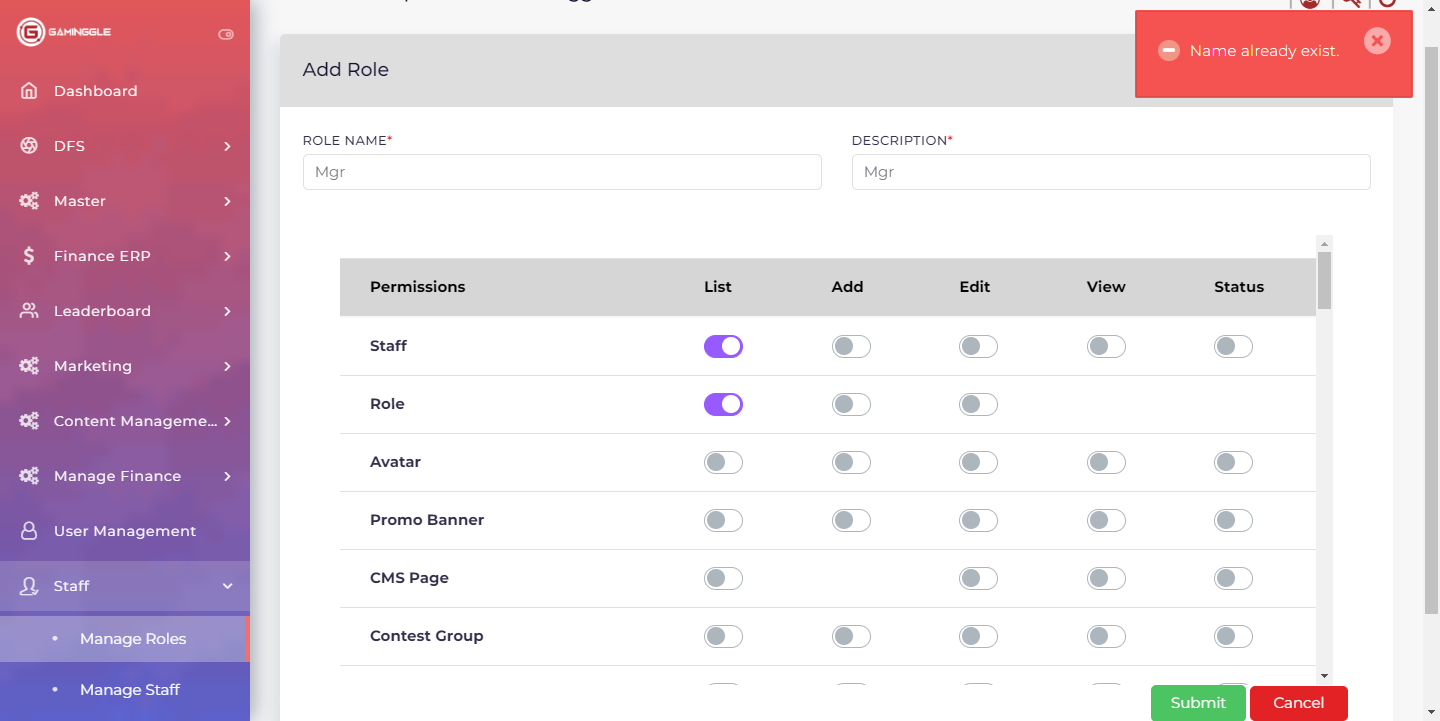 GAMINGGLE
Dashboard
DFS
Master
Finance ERP
Leaderboard
Marketing
Content Manageme...
Manage Finance
User Management
Staff
• Manage Roles
• Manage Staff
Name already exist.
Add Role
ROLE NAME* DESCRIPTION*
Mgr Mgr
Permissions List Add Edit View Status
Staff
Role
Avatar
Promo Banner
CMS Page
Contest Group
Submit Cancel